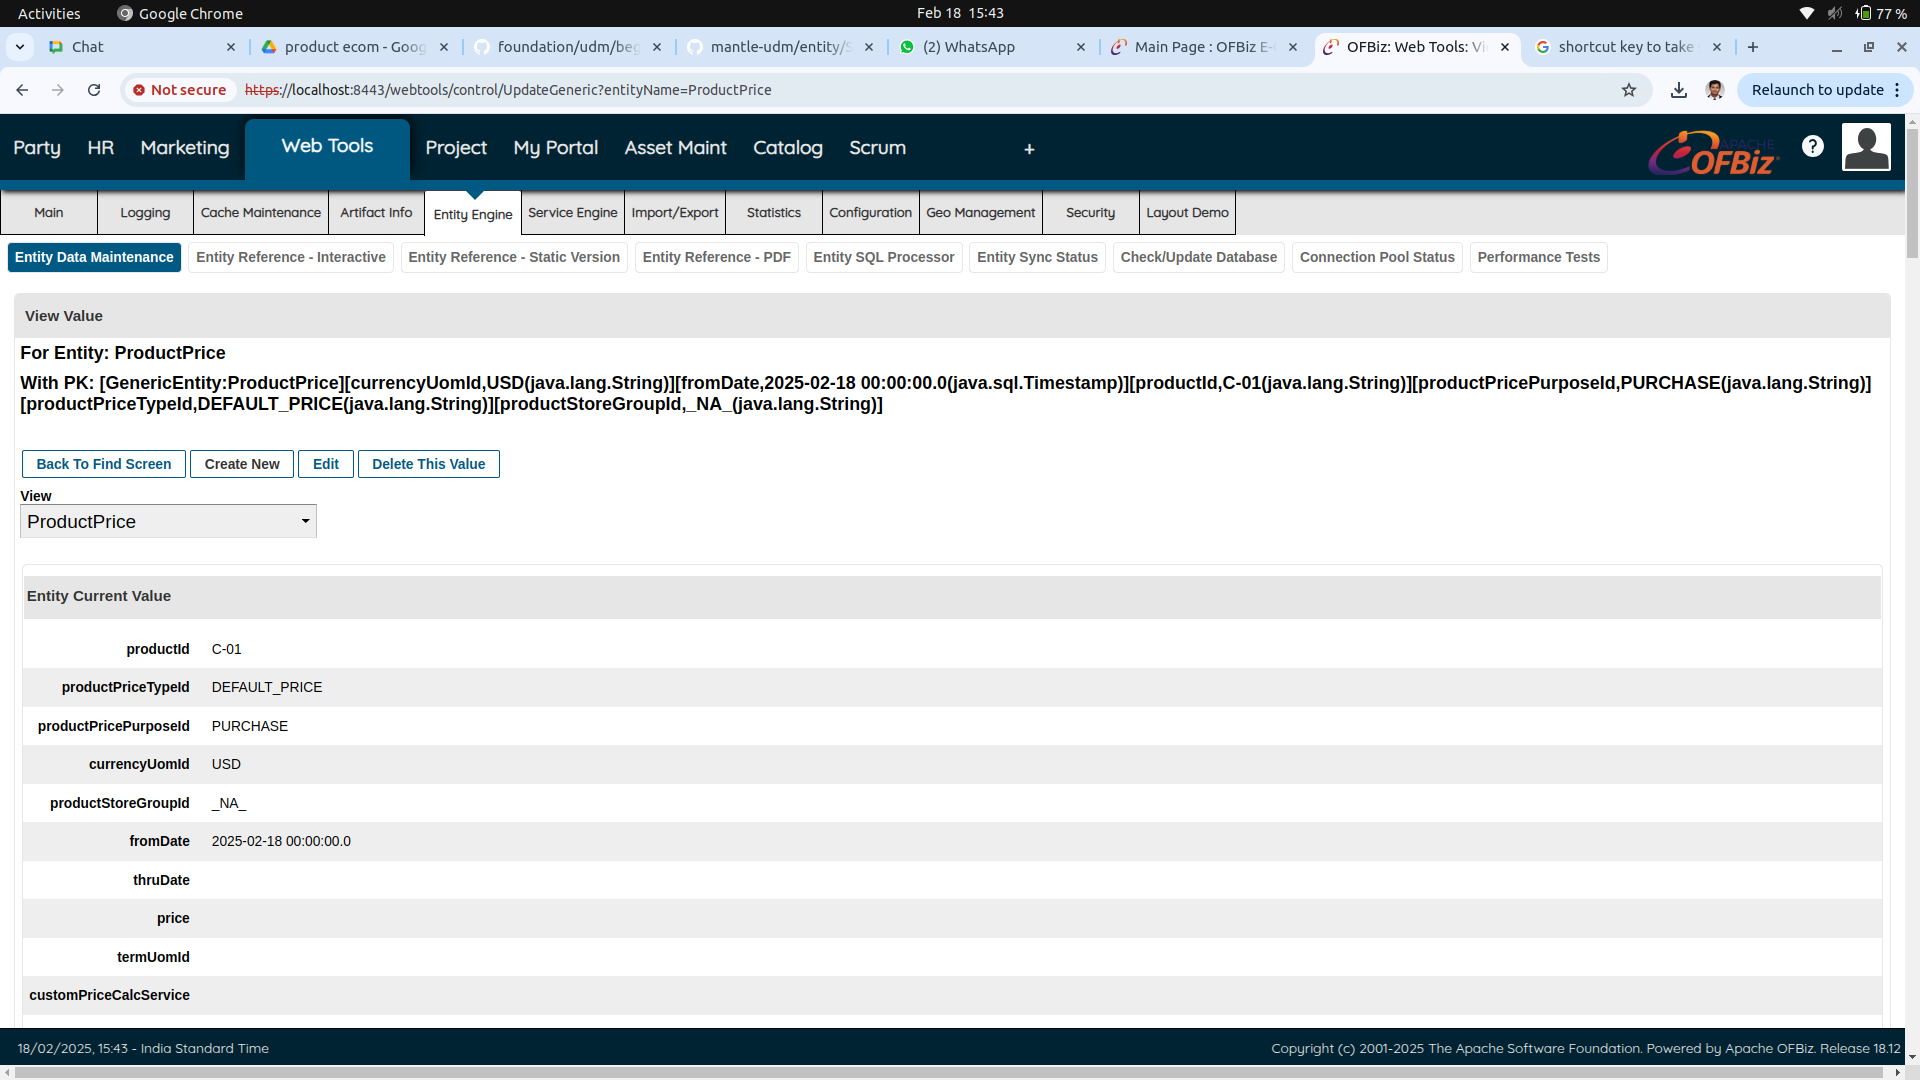 Activities Google Chrome Feb 18 15:43 77 %
Chat product ecom - Goog foundation/udm/beg mantle-udm/entity/S (2) WhatsApp Main Page : OFBiz E- OFBiz: Web Tools: Vi shortcut key to take
Not secure https://localhost:8443/webtools/control/UpdateGeneric?entityName=ProductPrice Relaunch to update
Party HR Marketing Web Tools Project My Portal Asset Maint Catalog Scrum + APACHE OFBiz ?
Main Logging Cache Maintenance Artifact Info Entity Engine Service Engine Import/Export Statistics Configuration Geo Management Security Layout Demo
Entity Data Maintenance Entity Reference - Interactive Entity Reference - Static Version Entity Reference - PDF Entity SQL Processor Entity Sync Status Check/Update Database Connection Pool Status Performance Tests
View Value
For Entity: ProductPrice
With PK: [GenericEntity:ProductPrice][currencyUomId,USD(java.lang.String)][fromDate,2025-02-18 00:00:00.0(java.sql.Timestamp)][productId,C-01(java.lang.String)][productPricePurposeId,PURCHASE(java.lang.String)]
[productPriceTypeId,DEFAULT_PRICE(java.lang.String)][productStoreGroupId,_NA_(java.lang.String)]
Back To Find Screen Create New Edit Delete This Value
View
ProductPrice
Entity Current Value
productId C-01
productPriceTypeId DEFAULT_PRICE
productPricePurposeId PURCHASE
currencyUomId USD
productStoreGroupId _NA_
fromDate 2025-02-18 00:00:00.0
thruDate
price
termUomId
customPriceCalcService
18/02/2025, 15:43 - India Standard Time Copyright (c) 2001-2025 The Apache Software Foundation. Powered by Apache OFBiz. Release 18.12